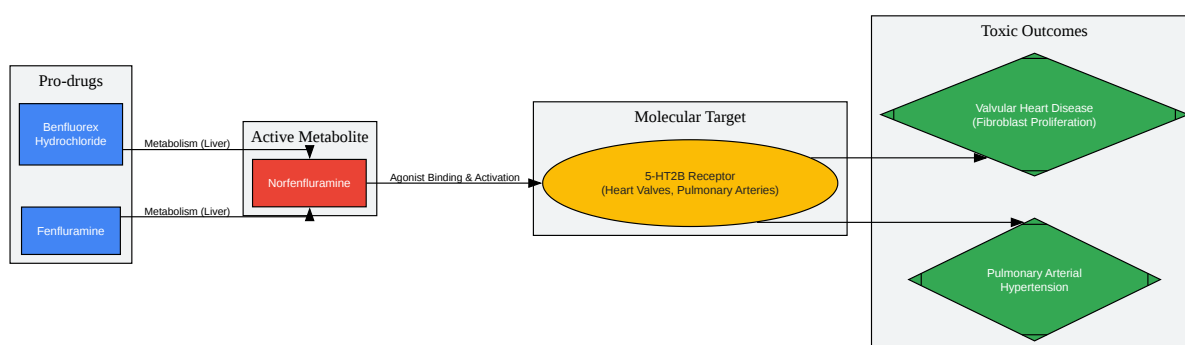 Pro-drugs
Benfluorex
Hydrochloride
Fenfluramine
Metabolism (Liver)
Metabolism (Liver)
Active Metabolite
Norfenfluramine
Agonist Binding & Activation
Molecular Target
5-HT2B Receptor
(Heart Valves, Pulmonary Arteries)
Toxic Outcomes
Valvular Heart Disease
(Fibroblast Proliferation)
Pulmonary Arterial
Hypertension